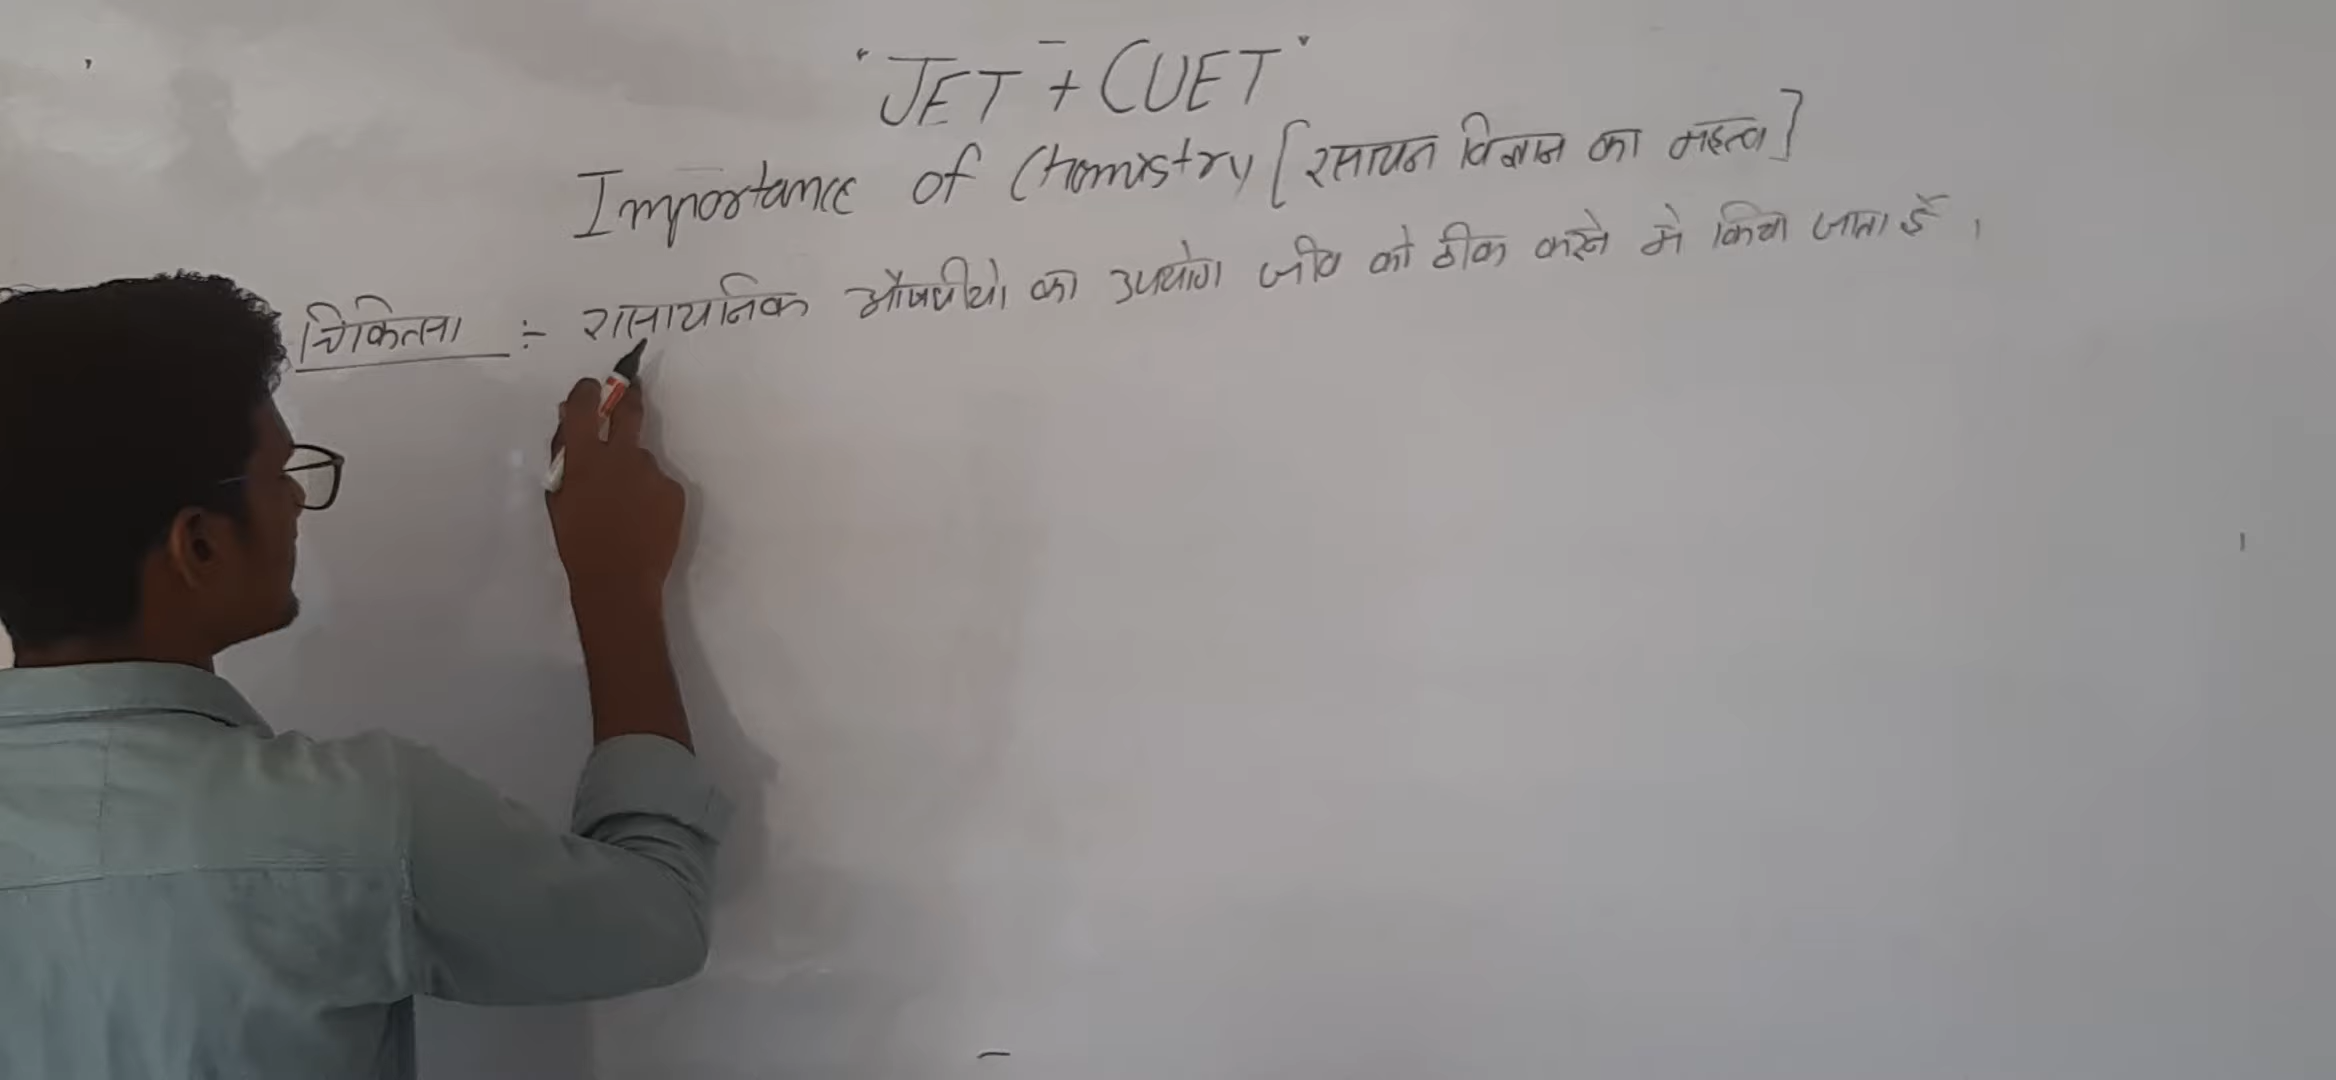 "JET + CUET"
Importance of Chemistry [रसायन विज्ञान का महत्व]
चिकित्सा :- रासायनिक औषधीयो का उपयोग जीव को ठीक करने मे किया जाता हैं ।